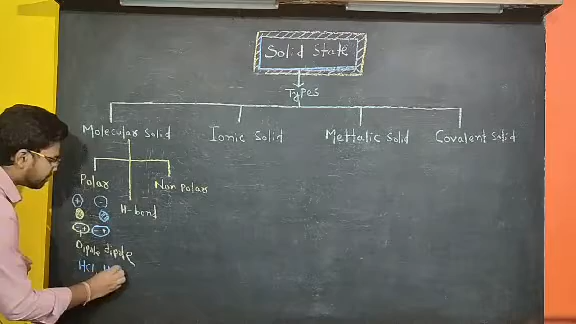 Solid State
Types
Molecular Solid
Ionic Solid
Mettalic Solid
Covalent Solid
Polar
Non polar
H-bond
+ -
Dipole dipole
HCl